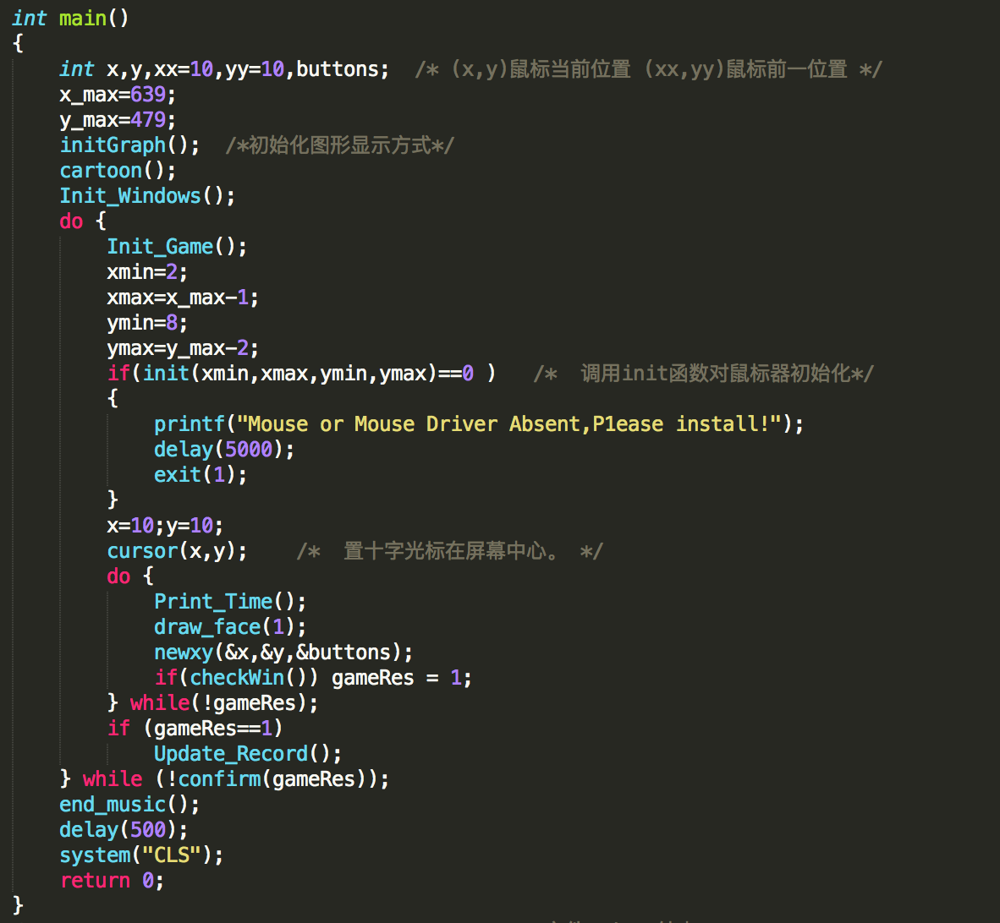 int main()
{
    int x,y,xx=10,yy=10,buttons;  /* (x,y)鼠标当前位置 (xx,yy)鼠标前一位置 */
    x_max=639;
    y_max=479;
    initGraph();  /*初始化图形显示方式*/
    cartoon();
    Init_Windows();
    do {
        Init_Game();
        xmin=2;
        xmax=x_max-1;
        ymin=8;
        ymax=y_max-2;
        if(init(xmin,xmax,ymin,ymax)==0 )   /*  调用init函数对鼠标器初始化*/
        {
            printf("Mouse or Mouse Driver Absent,P1ease install!");
            delay(5000);
            exit(1);
        }
        x=10;y=10;
        cursor(x,y);    /*  置十字光标在屏幕中心。 */
        do {
            Print_Time();
            draw_face(1);
            newxy(&x,&y,&buttons);
            if(checkWin()) gameRes = 1;
        } while(!gameRes);
        if (gameRes==1)
            Update_Record();
    } while (!confirm(gameRes));
    end_music();
    delay(500);
    system("CLS");
    return 0;
}